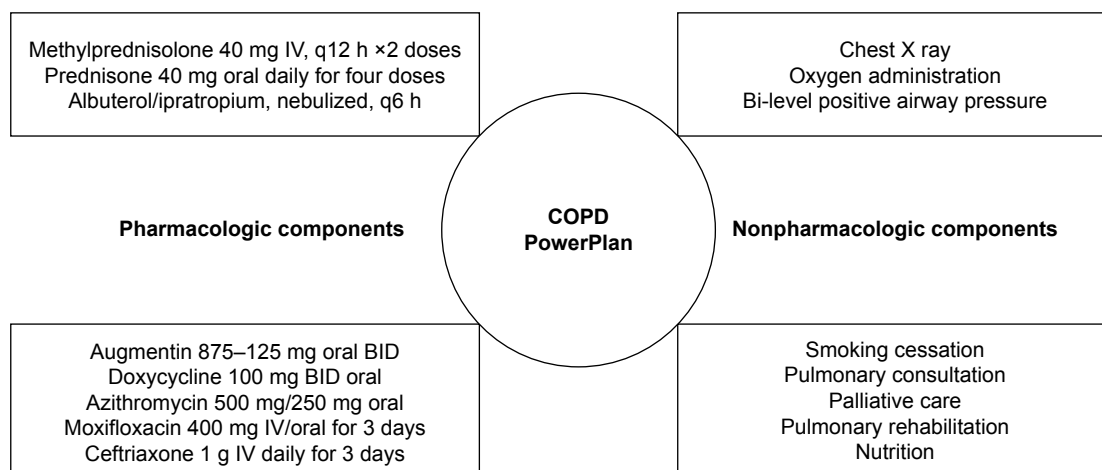 Methylprednisolone 40 mg IV, q12 h ×2 doses
Prednisone 40 mg oral daily for four doses
Albuterol/ipratropium, nebulized, q6 h
Chest X ray
Oxygen administration
Bi-level positive airway pressure
Pharmacologic components
COPD
PowerPlan
Nonpharmacologic components
Augmentin 875–125 mg oral BID
Doxycycline 100 mg BID oral
Azithromycin 500 mg/250 mg oral
Moxifloxacin 400 mg IV/oral for 3 days
Ceftriaxone 1 g IV daily for 3 days
Smoking cessation
Pulmonary consultation
Palliative care
Pulmonary rehabilitation
Nutrition